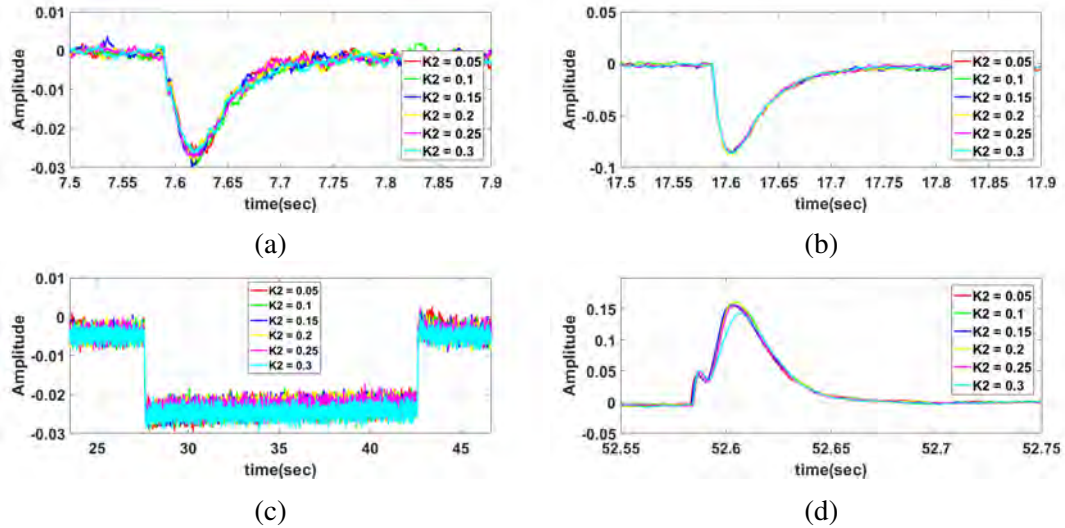 0.01
0
-0.01
-0.02
-0.03
Amplitude
7.5 7.55 7.6 7.65 7.7 7.75 7.8 7.85 7.9
time(sec)
K2 = 0.05
K2 = 0.1
K2 = 0.15
K2 = 0.2
K2 = 0.25
K2 = 0.3
(a)
0.05
0
-0.05
-0.1
Amplitude
17.5 17.55 17.6 17.65 17.7 17.75 17.8 17.85 17.9
time(sec)
K2 = 0.05
K2 = 0.1
K2 = 0.15
K2 = 0.2
K2 = 0.25
K2 = 0.3
(b)
0.01
0
-0.01
-0.02
-0.03
Amplitude
25 30 35 40 45
time(sec)
K2 = 0.05
K2 = 0.1
K2 = 0.15
K2 = 0.2
K2 = 0.25
K2 = 0.3
(c)
0.15
0.1
0.05
0
-0.05
Amplitude
52.55 52.6 52.65 52.7 52.75
time(sec)
K2 = 0.05
K2 = 0.1
K2 = 0.15
K2 = 0.2
K2 = 0.25
K2 = 0.3
(d)